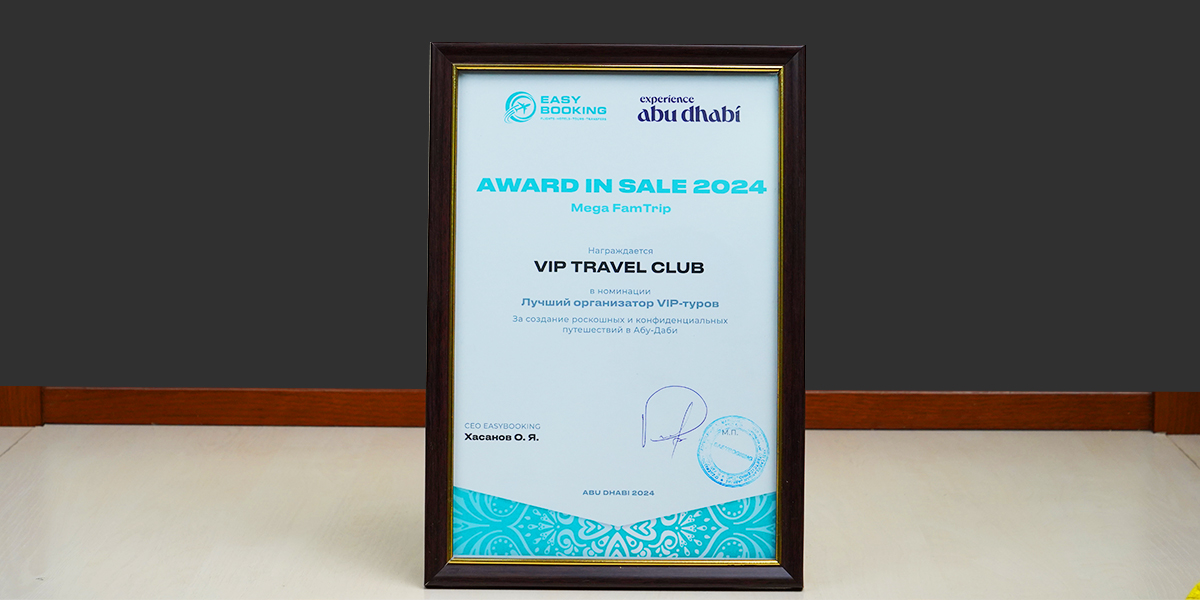 EASY
BOOKING
experience
abu dhabi
AWARD IN SALE 2024
Mega FamTrip
Награждается
VIP TRAVEL CLUB
в номинации
Лучший организатор VIP-туров
За создание роскошных и конфиденциальных
путешествий в Абу-Даби
CEO EASYBOOKING
Хасанов О. Я.
М.П.
ABU DHABI 2024